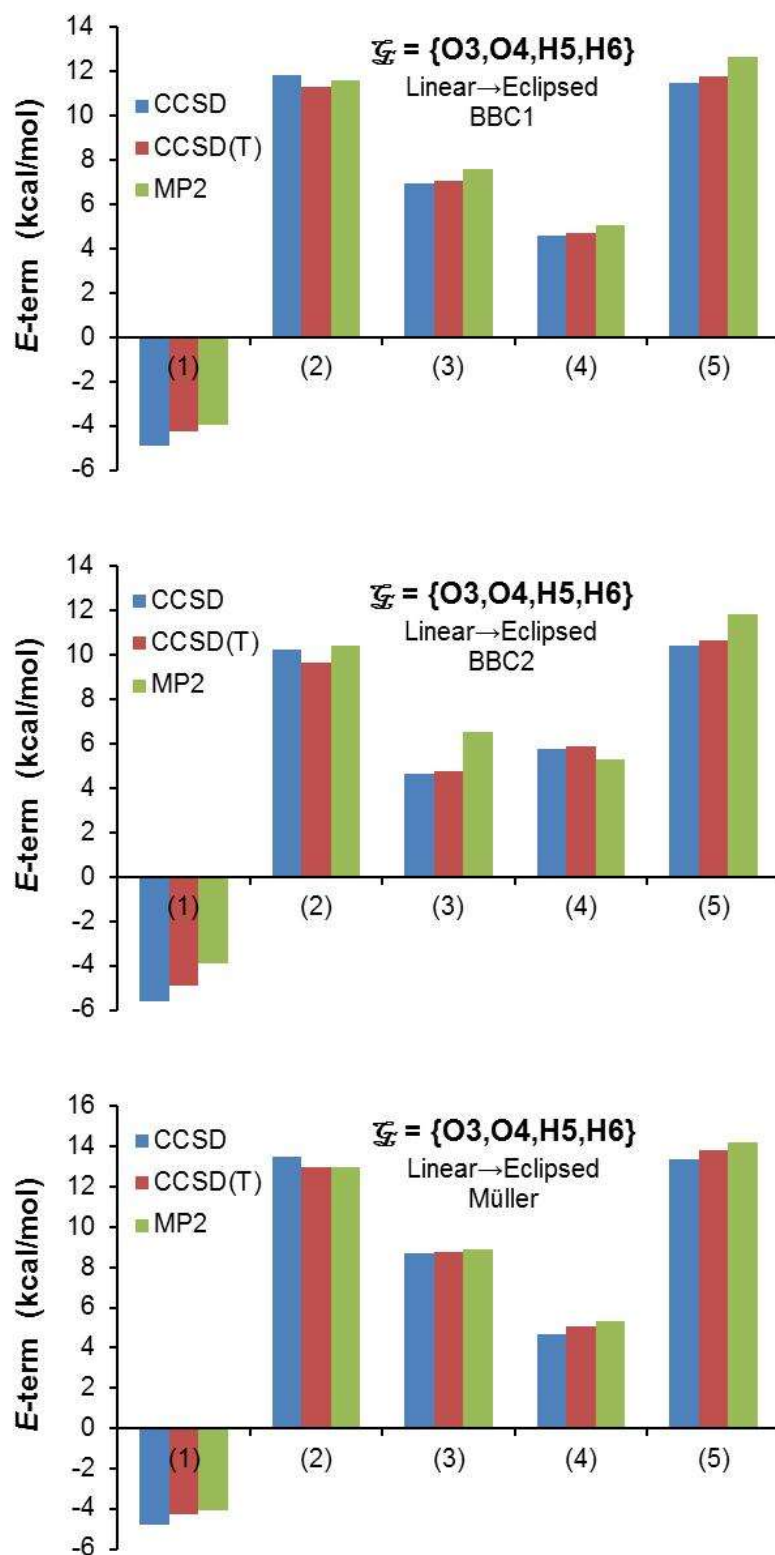 14
12
10
8
6
4
2
0
-2
-4
-6
E-term (kcal/mol)
CCSD
CCSD(T)
MP2
= {O3,O4,H5,H6}
Linear→Eclipsed
BBC1
(1) (2) (3) (4) (5)
14
12
10
8
6
4
2
0
-2
-4
-6
E-term (kcal/mol)
CCSD
CCSD(T)
MP2
= {O3,O4,H5,H6}
Linear→Eclipsed
BBC2
(1) (2) (3) (4) (5)
16
14
12
10
8
6
4
2
0
-2
-4
-6
E-term (kcal/mol)
CCSD
CCSD(T)
MP2
= {O3,O4,H5,H6}
Linear→Eclipsed
Müller
(1) (2) (3) (4) (5)